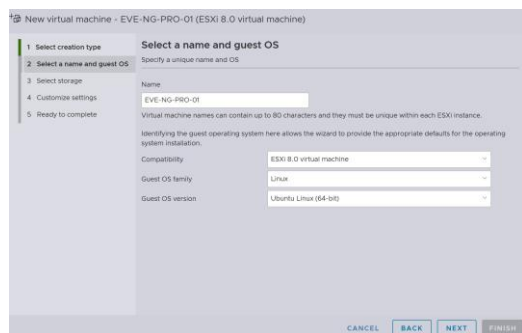 New virtual machine - EVE-NG-PRO-01 (ESXi 8.0 virtual machine)
1 Select creation type
2 Select a name and guest OS
3 Select storage
4 Customize settings
5 Ready to complete
Select a name and guest OS
Specify a unique name and OS
Name
EVE-NG-PRO-01
Virtual machine names can contain up to 80 characters and they must be unique within each ESXi instance.
Identifying the guest operating system here allows the wizard to provide the appropriate defaults for the operating
system installation.
Compatibility
ESXi 8.0 virtual machine
Guest OS family
Linux
Guest OS version
Ubuntu Linux (64-bit)
CANCEL
BACK
NEXT
FINISH